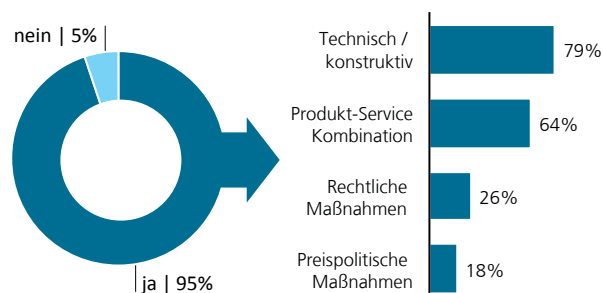 nein | 5%
ja | 95%
Technisch /
konstruktiv
79%
Produkt-Service
Kombination
64%
Rechtliche
Maßnahmen
26%
Preispolitische
Maßnahmen
18%